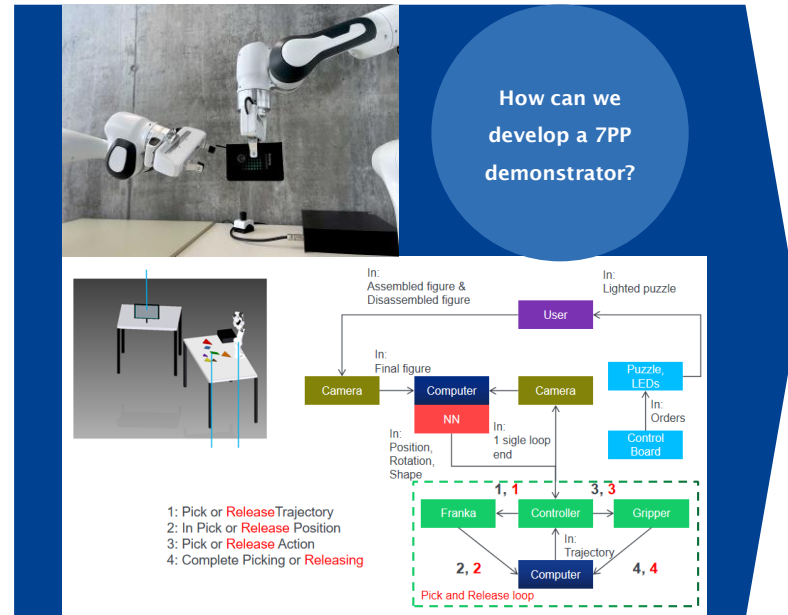 How can we
develop a 7PP
demonstrator?
In:
Assembled figure &
Disassembled figure
In:
Lighted puzzle
User
In:
Final figure
Camera
Computer
NN
Camera
Puzzle,
LEDs
In:
Orders
Control
Board
In:
Position,
Rotation,
Shape
In:
1 sigle loop
end
1, 1
3, 3
Franka
Controller
Gripper
In:
Trajectory
2, 2
Computer
4, 4
Pick and Release loop
1: Pick or ReleaseTrajectory
2: In Pick or Release Position
3: Pick or Release Action
4: Complete Picking or Releasing